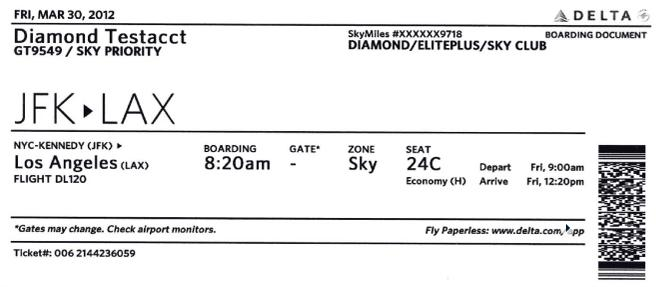 FRI, MAR 30, 2012
DELTA
Diamond Testacct
SkyMiles #XXXXXX9718
BOARDING DOCUMENT
GT9549 / SKY PRIORITY
DIAMOND/ELITEPLUS/SKY CLUB
JFK▸LAX
NYC-KENNEDY (JFK) ▸
BOARDING GATE* ZONE SEAT
Los Angeles (LAX) 8:20am - Sky 24C Depart Fri, 9:00am
FLIGHT DL120 Economy (H) Arrive Fri, 12:20pm
*Gates may change. Check airport monitors. Fly Paperless: www.delta.com/ pp
Ticket#: 006 2144236059